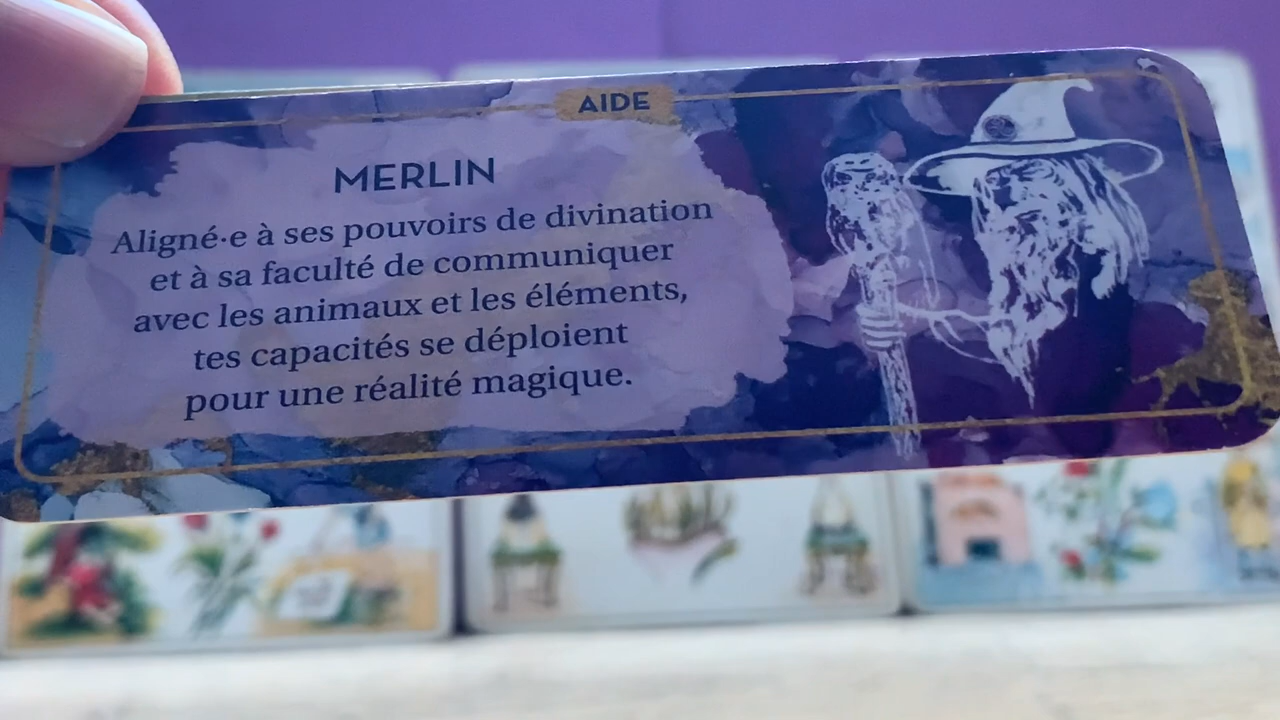 AIDE
MERLIN
Aligné·e à ses pouvoirs de divination
et à sa faculté de communiquer
avec les animaux et les éléments,
tes capacités se déploient
pour une réalité magique.